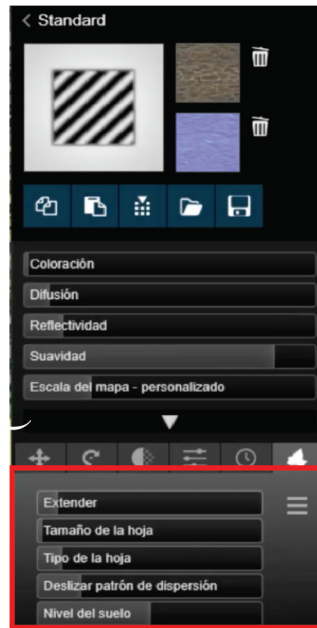 Standard
Coloración
Difusión
Reflectividad
Suavidad
Escala del mapa - personalizado
Extender
Tamaño de la hoja
Tipo de la hoja
Deslizar patrón de dispersión
Nivel del suelo